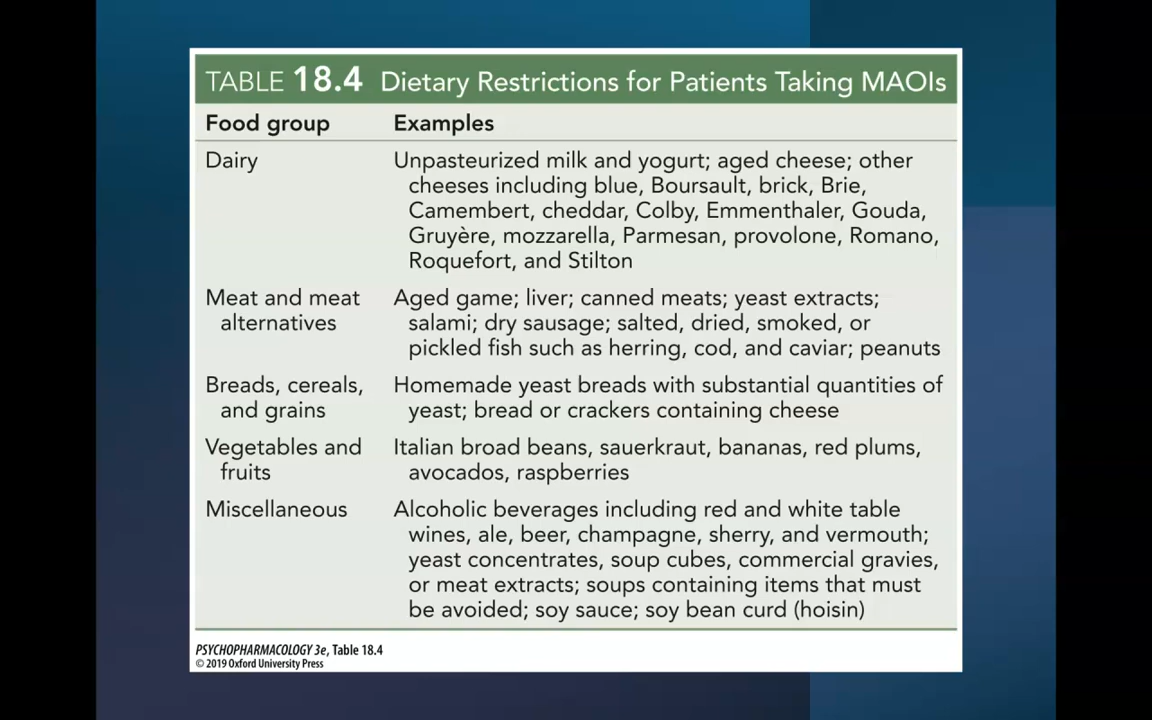 TABLE 18.4 Dietary Restrictions for Patients Taking MAOIs
Food group Examples
Dairy Unpasteurized milk and yogurt; aged cheese; other
cheeses including blue, Boursault, brick, Brie,
Camembert, cheddar, Colby, Emmenthaler, Gouda,
Gruyère, mozzarella, Parmesan, provolone, Romano,
Roquefort, and Stilton
Meat and meat Aged game; liver; canned meats; yeast extracts;
alternatives salami; dry sausage; salted, dried, smoked, or
pickled fish such as herring, cod, and caviar; peanuts
Breads, cereals, Homemade yeast breads with substantial quantities of
and grains yeast; bread or crackers containing cheese
Vegetables and Italian broad beans, sauerkraut, bananas, red plums,
fruits avocados, raspberries
Miscellaneous Alcoholic beverages including red and white table
wines, ale, beer, champagne, sherry, and vermouth;
yeast concentrates, soup cubes, commercial gravies,
or meat extracts; soups containing items that must
be avoided; soy sauce; soy bean curd (hoisin)
PSYCHOPHARMACOLOGY 3e, Table 18.4
© 2019 Oxford University Press